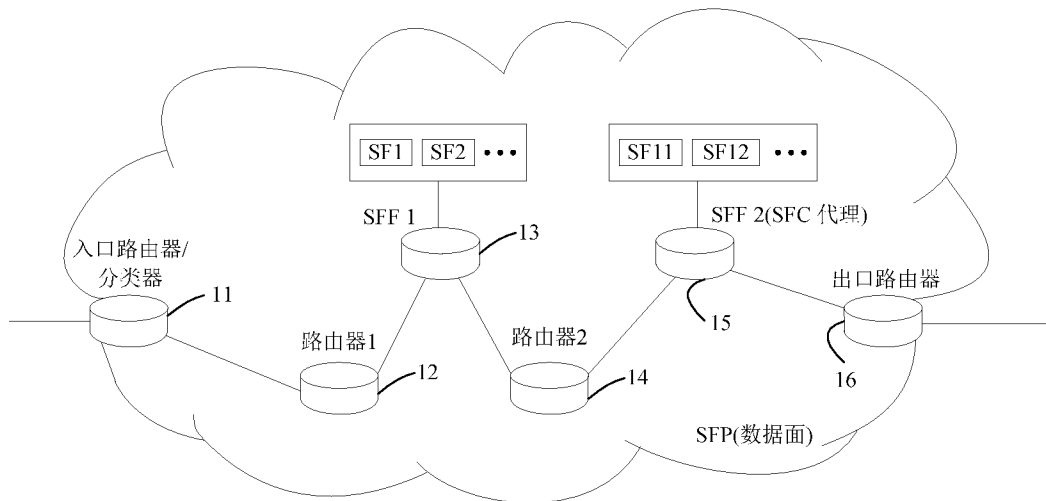 SF1 SF2 •••
SF11 SF12 •••
SFF 1
SFF 2(SFC 代理)
13
入口路由器/
分类器
11
出口路由器
15
路由器1
路由器2
12
14
16
SFP(数据面)